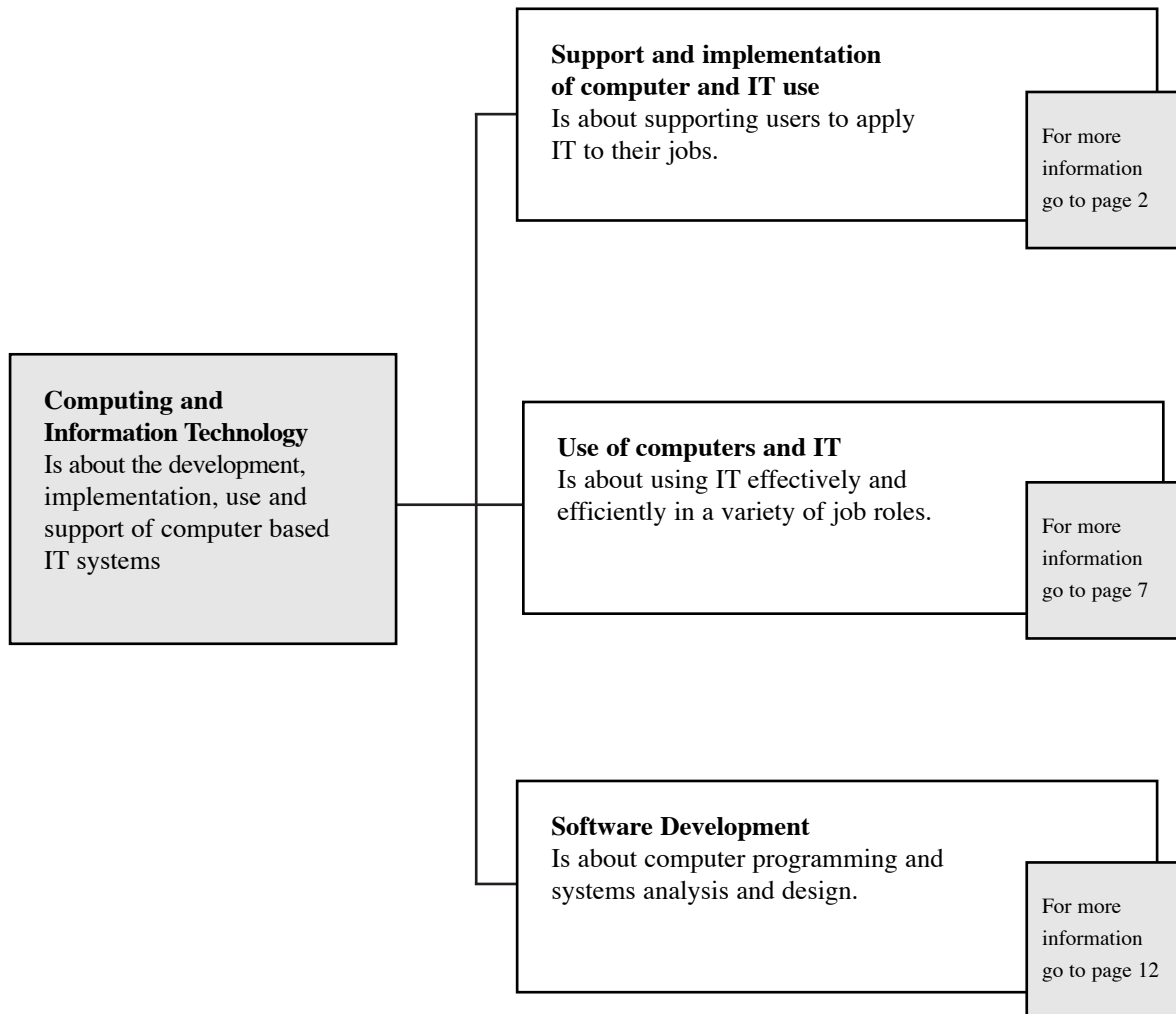 Support and implementation
of computer and IT use
Is about supporting users to apply
IT to their jobs.
For more
information
go to page 2
Computing and
Information Technology
Is about the development,
implementation, use and
support of computer based
IT systems
Use of computers and IT
Is about using IT effectively and
efficiently in a variety of job roles.
For more
information
go to page 7
Software Development
Is about computer programming and
systems analysis and design.
For more
information
go to page 12